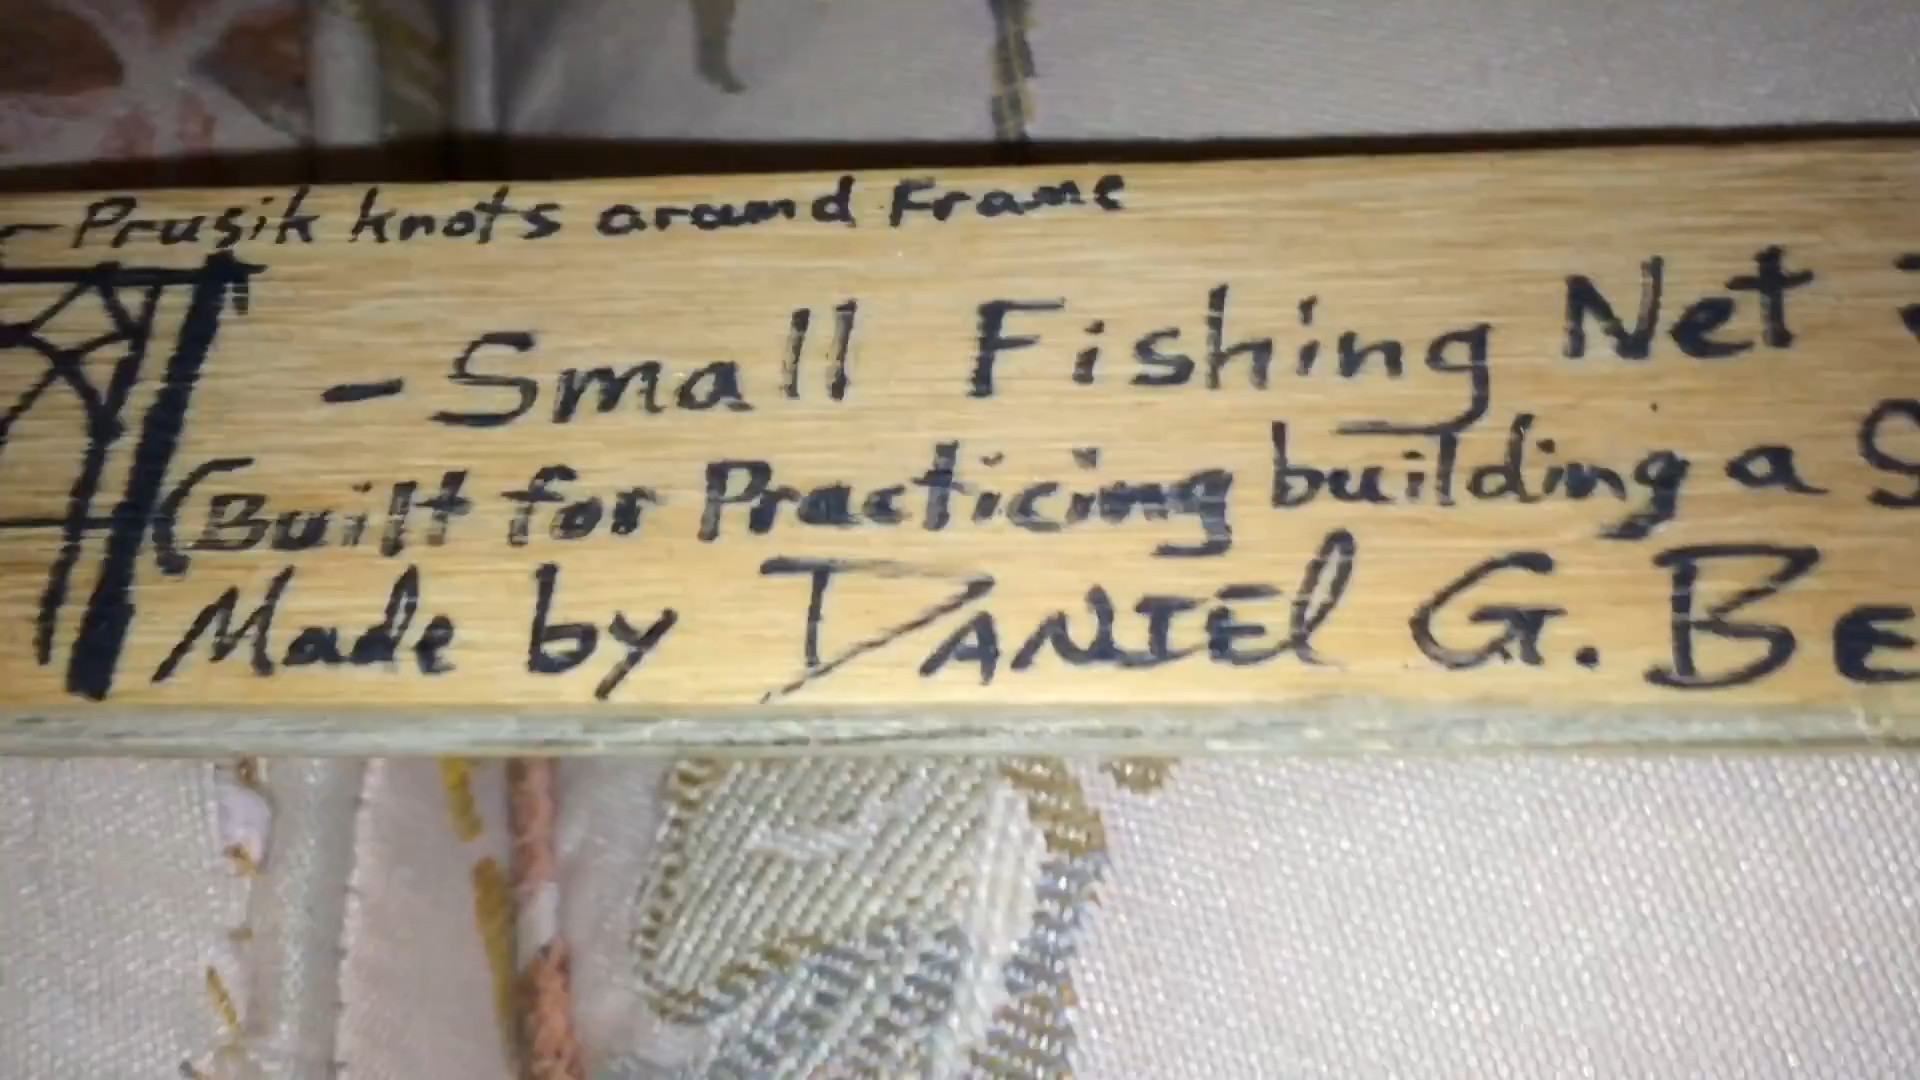 - Prusik knots around Frame
- Small Fishing Net
(Built for Practicing building a
Made by DANIEL G. BE